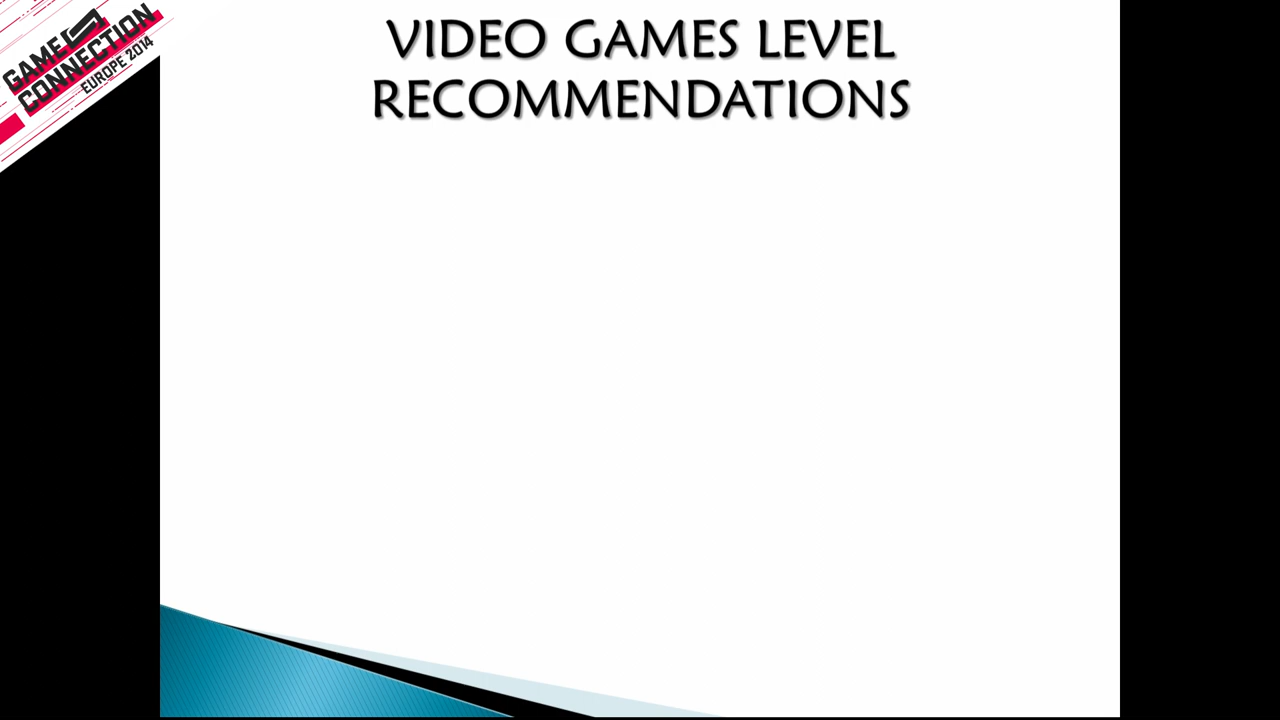 GAME
CONNECTION
EUROPE 2014
VIDEO GAMES LEVEL
RECOMMENDATIONS